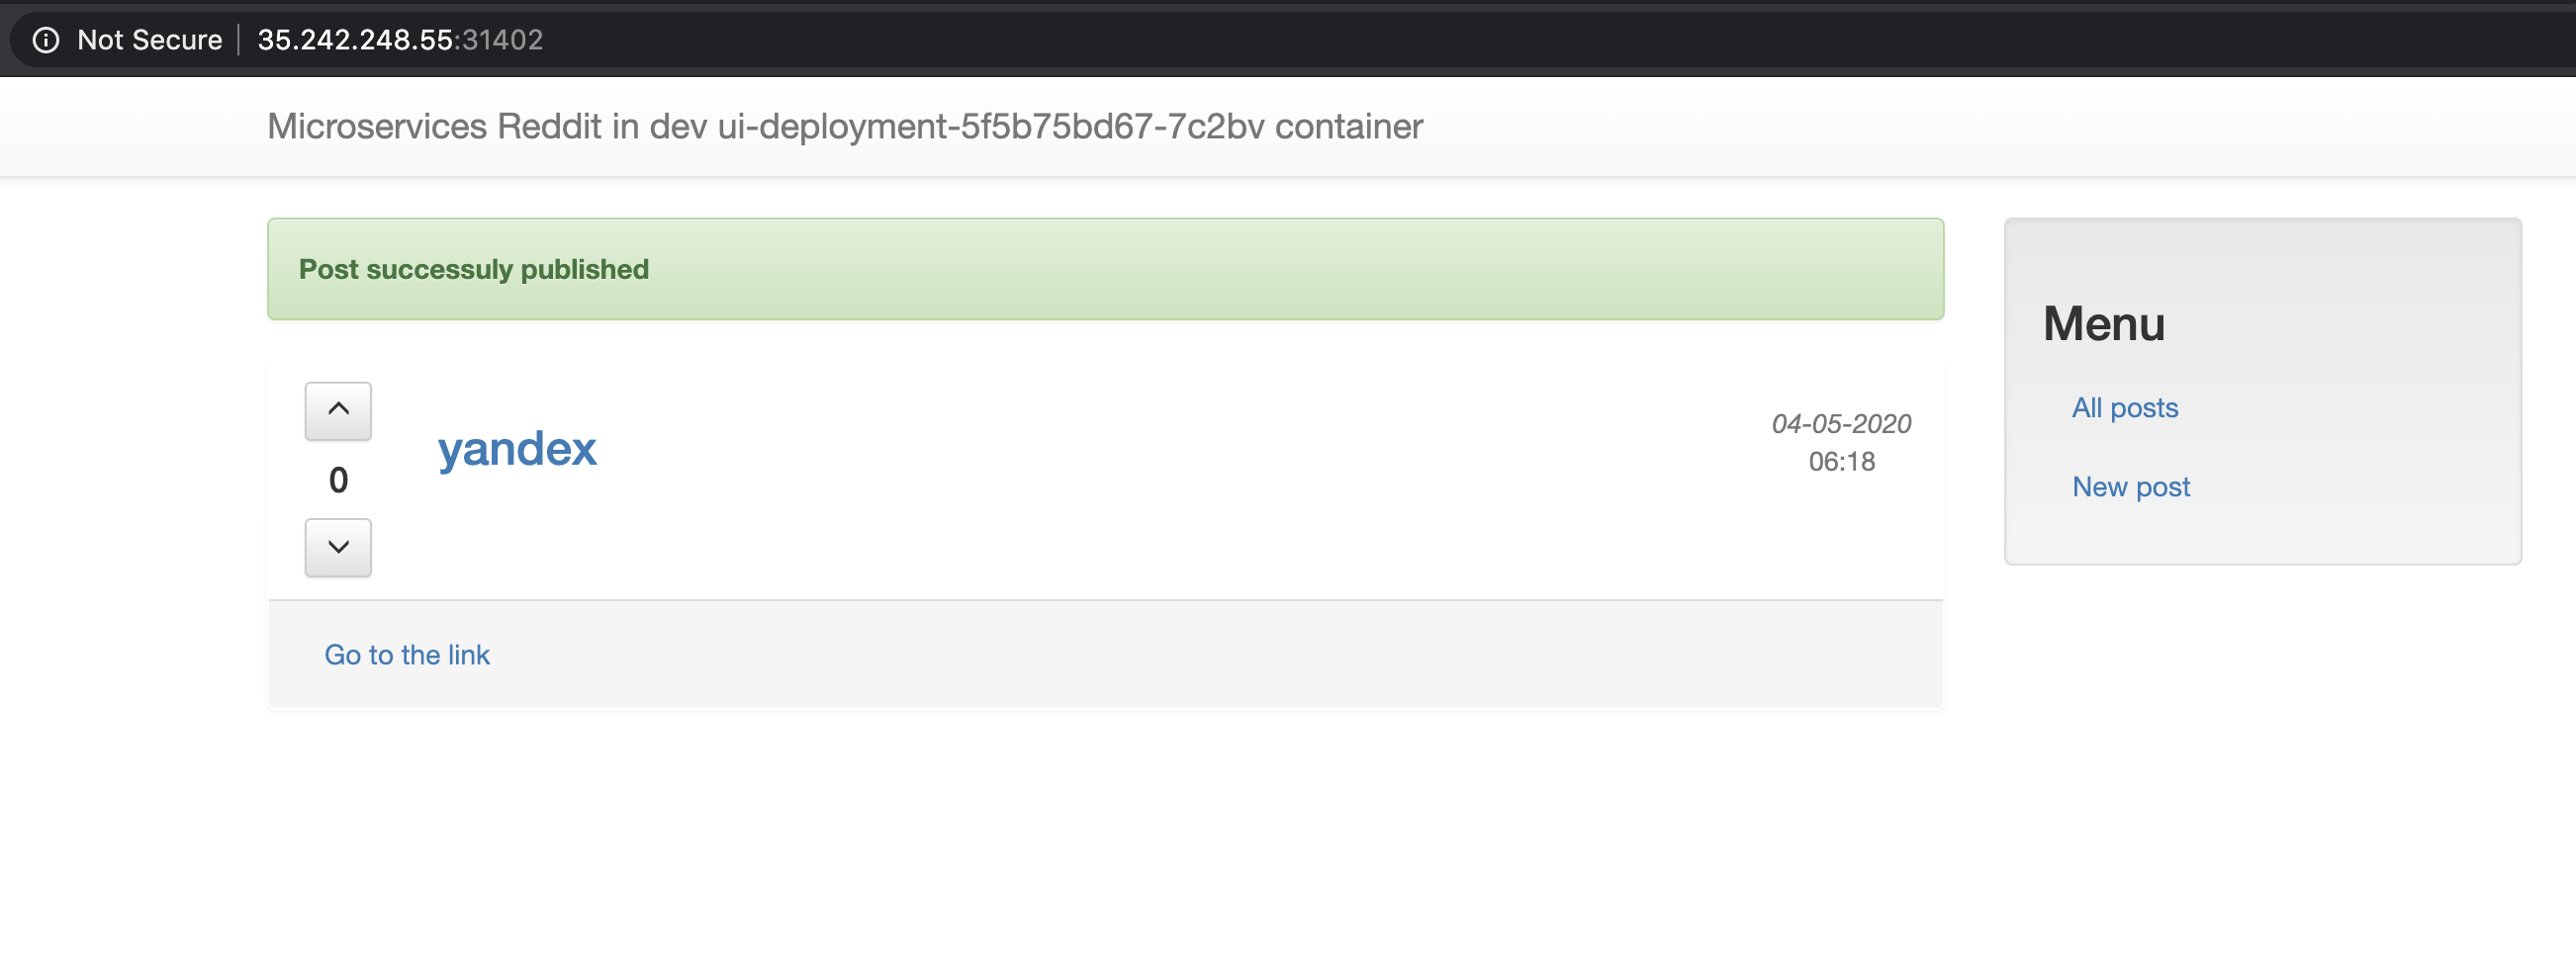 Not Secure | 35.242.248.55:31402
Microservices Reddit in dev ui-deployment-5f5b75bd67-7c2bv container
Post successuly published
yandex
04-05-2020
06:18
0
Go to the link
Menu
All posts
New post